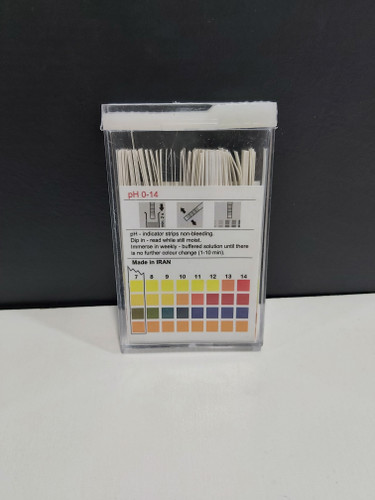 pH 0-14
pH - indicator strips non-bleeding.
Dip in - read while still moist.
Immerse in weekly - buffered solution until there
is no further colour change (1-10 min).
Made in IRAN
7 8 9 10 11 12 13 14